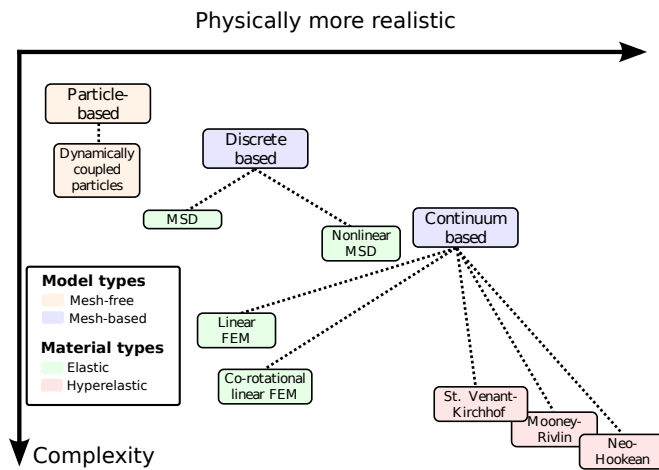 Physically more realistic
Particle-
based
Dynamically
coupled
particles
Discrete
based
MSD
Nonlinear
MSD
Continuum
based
Model types
Mesh-free
Mesh-based
Material types
Elastic
Hyperelastic
Linear
FEM
Co-rotational
linear FEM
St. Venant-
Kirchhof
Mooney-
Rivlin
Neo-
Hookean
Complexity